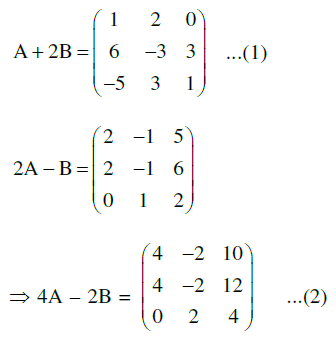 A + 2B = ( 1 2 0
6 −3 3
−5 3 1 ) ...(1)
2A − B = ( 2 −1 5
2 −1 6
0 1 2 )
⇒ 4A − 2B = ( 4 −2 10
4 −2 12
0 2 4 ) ...(2)